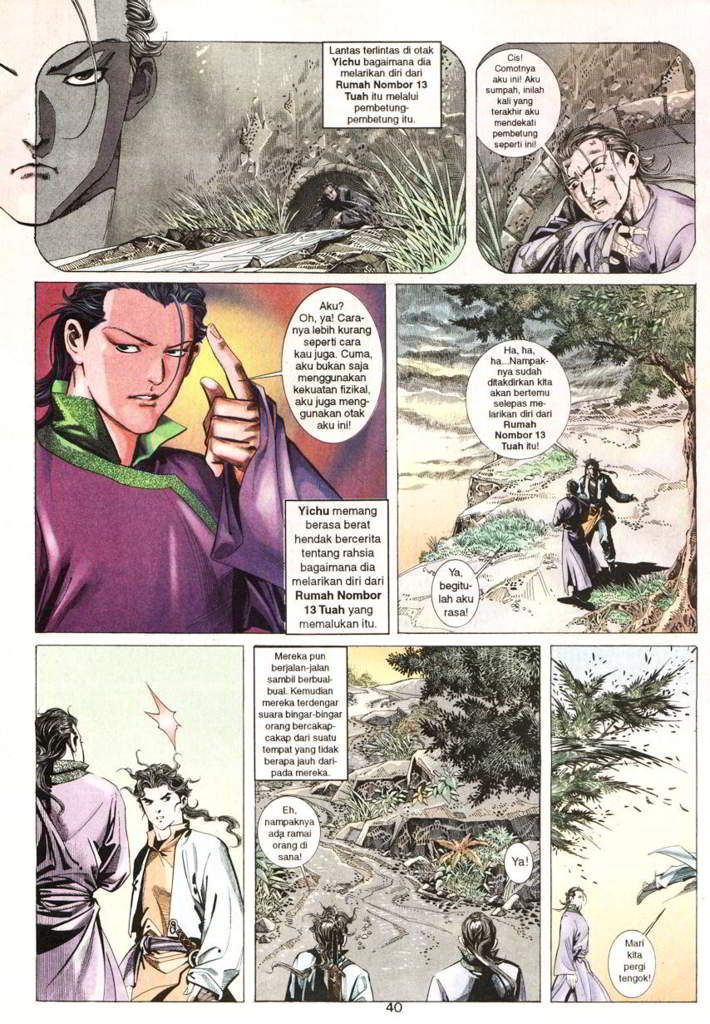 Lantas terlintas di otak
Yichu bagaimana dia
melarikan diri dari
Rumah Nombor 13
Tuah itu melalui
pembetung-
pembetung itu.
Cis!
Comotnya
aku ini! Aku
sumpah, inilah
kali yang
terakhir aku
mendekati
pembetung
seperti ini!
Aku?
Oh, ya! Cara-
nya lebih kurang
seperti cara
kau juga. Cuma,
aku bukan saja
menggunakan
kekuatan fizikal,
aku juga meng-
gunakan otak
aku ini!
Yichu memang
berasa berat
hendak bercerita
tentang rahsia
bagaimana dia
melarikan diri dari
Rumah Nombor
13 Tuah yang
memalukan itu.
Ha, ha,
ha...Nampak-
nya sudah
ditakdirkan kita
akan bertemu
selepas me-
larikan diri dari
Rumah
Nombor 13
Tuah itu!
Ya,
begitu-
lah aku
rasa!
Mereka pun
berjalan-jalan
sambil berbual-
bual. Kemudian
mereka terdengar
suara bingar-bingar
orang bercakap-
cakap dari suatu
tempat yang tidak
berapa jauh dari-
pada mereka.
Eh,
nampaknya
ada ramai
orang di
sana!
Ya!
Mari
kita
pergi
tengok!
40